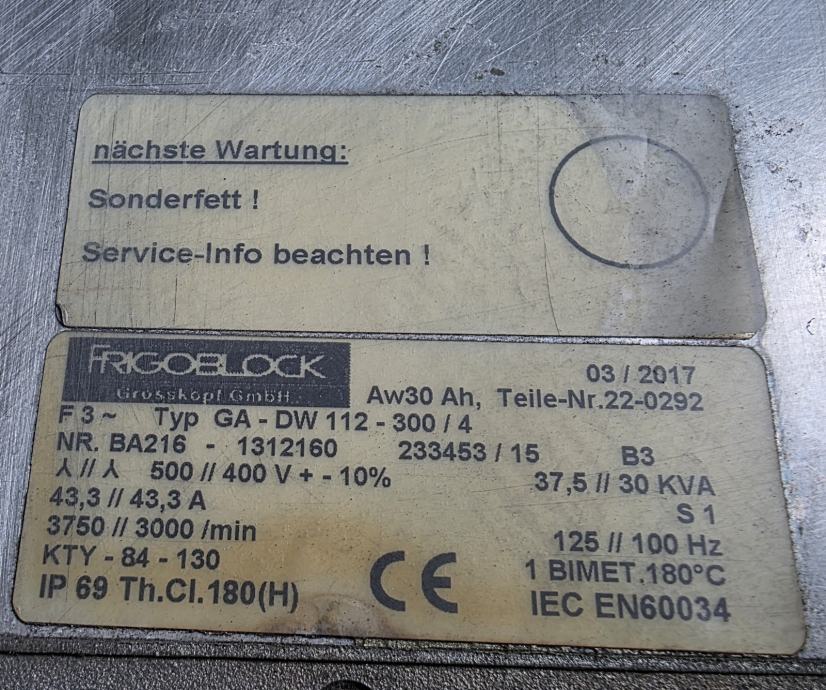 nächste Wartung:
Sonderfett !
Service-Info beachten !
FRIGOBLOCK
Grosskopf GmbH
03 / 2017
Aw30 Ah, Teile-Nr.22-0292
F 3 ~ Typ GA - DW 112 - 300 / 4
NR. BA216 - 1312160 233453 / 15 B3
⅄ // ⅄ 500 // 400 V + - 10% 37,5 // 30 KVA
43,3 // 43,3 A S 1
3750 // 3000 /min 125 // 100 Hz
KTY - 84 - 130 1 BIMET.180°C
IP 69 Th.Cl.180(H) CE IEC EN60034